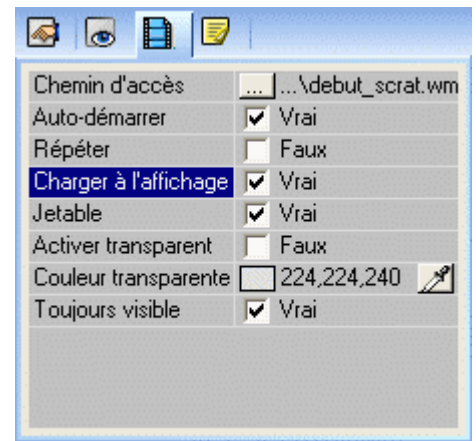 Chemin d'accès ... ...\debut_scrat.wm
Auto-démarrer Vrai
Répéter Faux
Charger à l'affichage Vrai
Jetable Vrai
Activer transparent Faux
Couleur transparente 224,224,240
Toujours visible Vrai